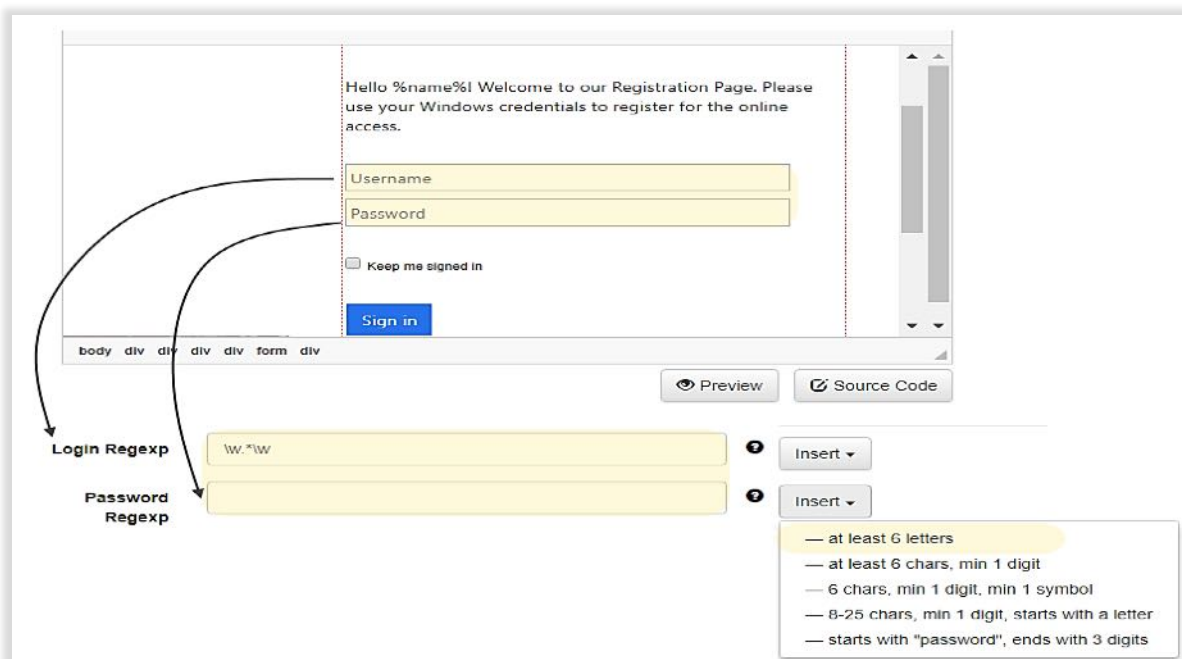 Hello %name%! Welcome to our Registration Page. Please
use your Windows credentials to register for the online
access.
Username
Password
Keep me signed in
Sign in
body div div div div form div
Preview
Source Code
Login Regexp
\w.*\w
Insert
Password
Regexp
Insert
— at least 6 letters
— at least 6 chars, min 1 digit
— 6 chars, min 1 digit, min 1 symbol
— 8-25 chars, min 1 digit, starts with a letter
— starts with "password", ends with 3 digits